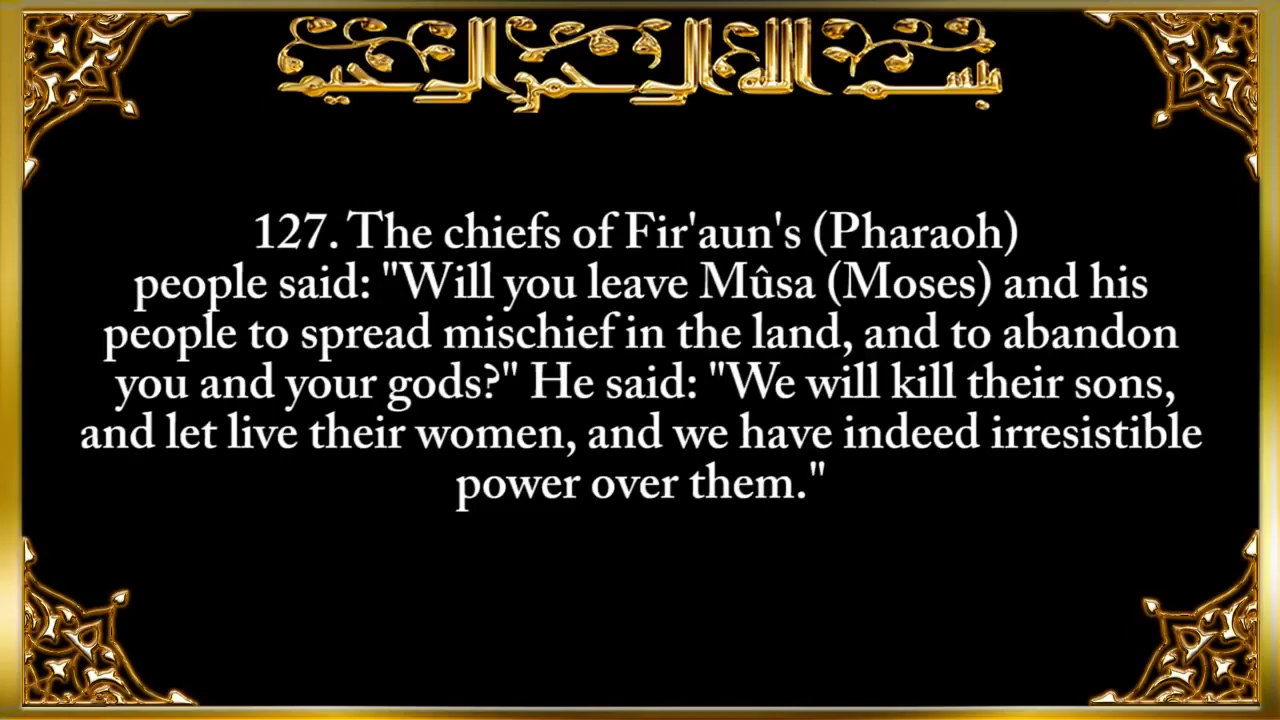 بسم الله الرحمن الرحيم
127. The chiefs of Fir'aun's (Pharaoh)
people said: "Will you leave Mûsa (Moses) and his
people to spread mischief in the land, and to abandon
you and your gods?" He said: "We will kill their sons,
and let live their women, and we have indeed irresistible
power over them."